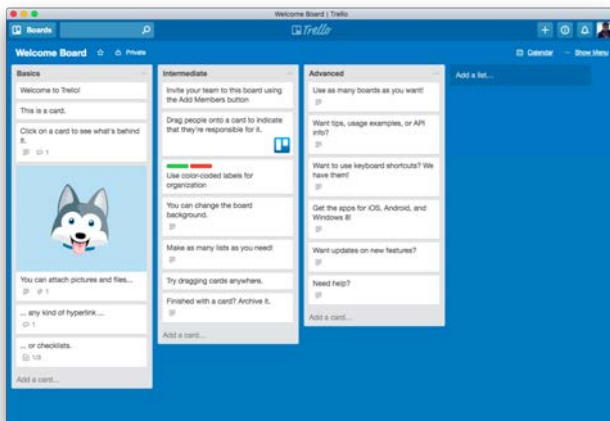 Welcome Board | Trello
Boards
Trello
Welcome Board
Private
Calendar
Show Menu
Basics
Welcome to Trello!
This is a card.
Click on a card to see what's behind
it.
1
You can attach pictures and files...
1
... any kind of hyperlink ...
1
... or checklists.
1/3
Add a card...
Intermediate
Invite your team to this board using
the Add Members button
Drag people onto a card to indicate
that they're responsible for it.
Use color-coded labels for
organization
You can change the board
background.
Make as many lists as you need!
Try dragging cards anywhere.
Finished with a card? Archive it.
Add a card...
Advanced
Use as many boards as you want!
Want tips, usage examples, or API
info?
Want to use keyboard shortcuts? We
have them!
Get the apps for iOS, Android, and
Windows 8!
Want updates on new features?
Need help?
Add a card...
Add a list...